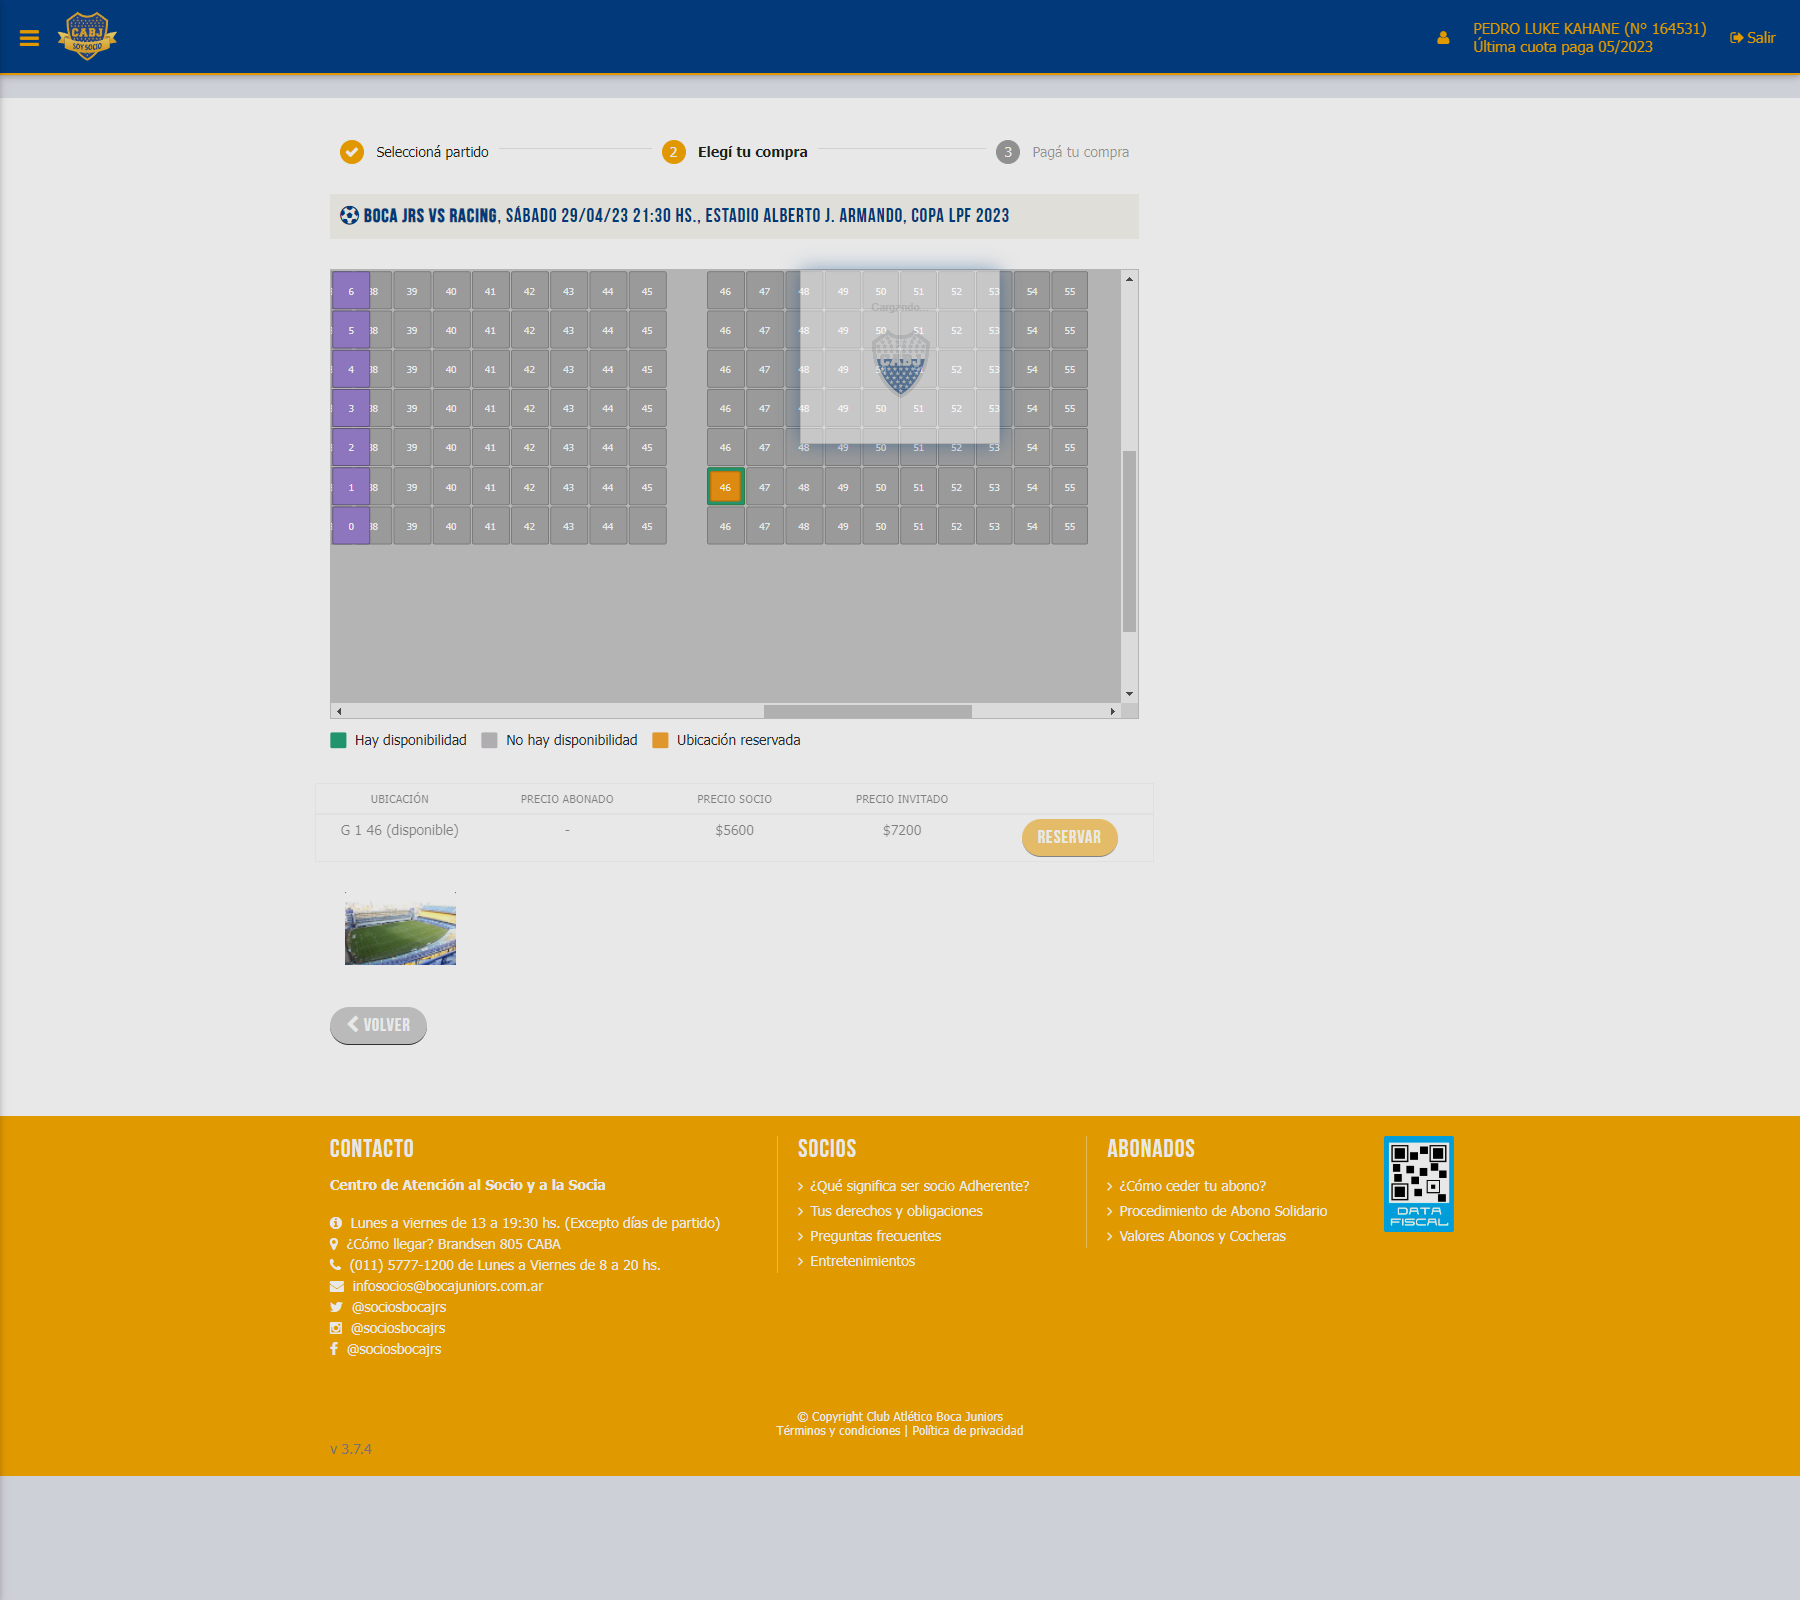 CABJ
SOY SOCIO
PEDRO LUKE KAHANE (N° 164531)
Última cuota paga 05/2023
Salir
Seleccioná partido
2 Elegí tu compra
3 Pagá tu compra
BOCA JRS VS RACING, SÁBADO 29/04/23 21:30 HS., ESTADIO ALBERTO J. ARMANDO, COPA LPF 2023
6 38 39 40 41 42 43 44 45 46 47 48 49 50 51 52 53 54 55
Cargando...
5 38 39 40 41 42 43 44 45 46 47 48 49 50 51 52 53 54 55
CABJ
4 38 39 40 41 42 43 44 45 46 47 48 49 52 53 54 55
3 38 39 40 41 42 43 44 45 46 47 48 49 50 51 52 53 54 55
2 38 39 40 41 42 43 44 45 46 47 48 49 50 51 52 53 54 55
1 38 39 40 41 42 43 44 45 46 47 48 49 50 51 52 53 54 55
0 38 39 40 41 42 43 44 45 46 47 48 49 50 51 52 53 54 55
Hay disponibilidad No hay disponibilidad Ubicación reservada
UBICACIÓN PRECIO ABONADO PRECIO SOCIO PRECIO INVITADO
G 1 46 (disponible) - $5600 $7200 RESERVAR
VOLVER
CONTACTO
Centro de Atención al Socio y a la Socia
Lunes a viernes de 13 a 19:30 hs. (Excepto días de partido)
¿Cómo llegar? Brandsen 805 CABA
(011) 5777-1200 de Lunes a Viernes de 8 a 20 hs.
infosocios@bocajuniors.com.ar
@sociosbocajrs
@sociosbocajrs
@sociosbocajrs
SOCIOS
¿Qué significa ser socio Adherente?
Tus derechos y obligaciones
Preguntas frecuentes
Entretenimientos
ABONADOS
¿Cómo ceder tu abono?
Procedimiento de Abono Solidario
Valores Abonos y Cocheras
DATA
FISCAL
© Copyright Club Atlético Boca Juniors
Términos y condiciones | Política de privacidad
v 3.7.4